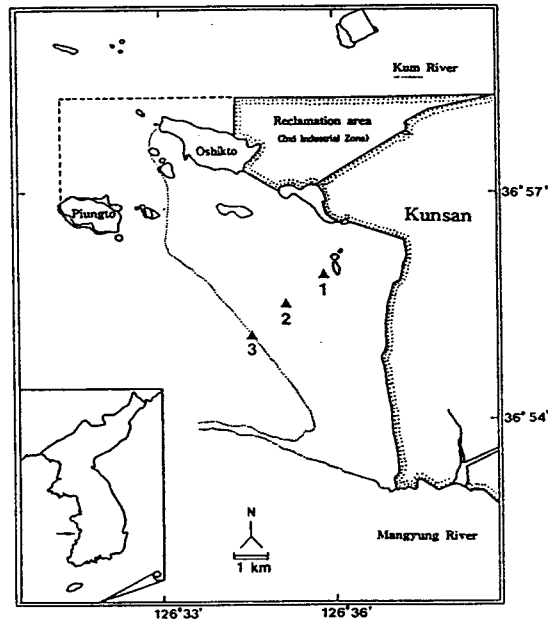 Kum River
Reclamation area
(2nd Industrial Zone)
Oshikto
36°57'
Piungto
Kunsan
1
2
3
36°54'
N
1 km
Mangyung River
126°33
126°36